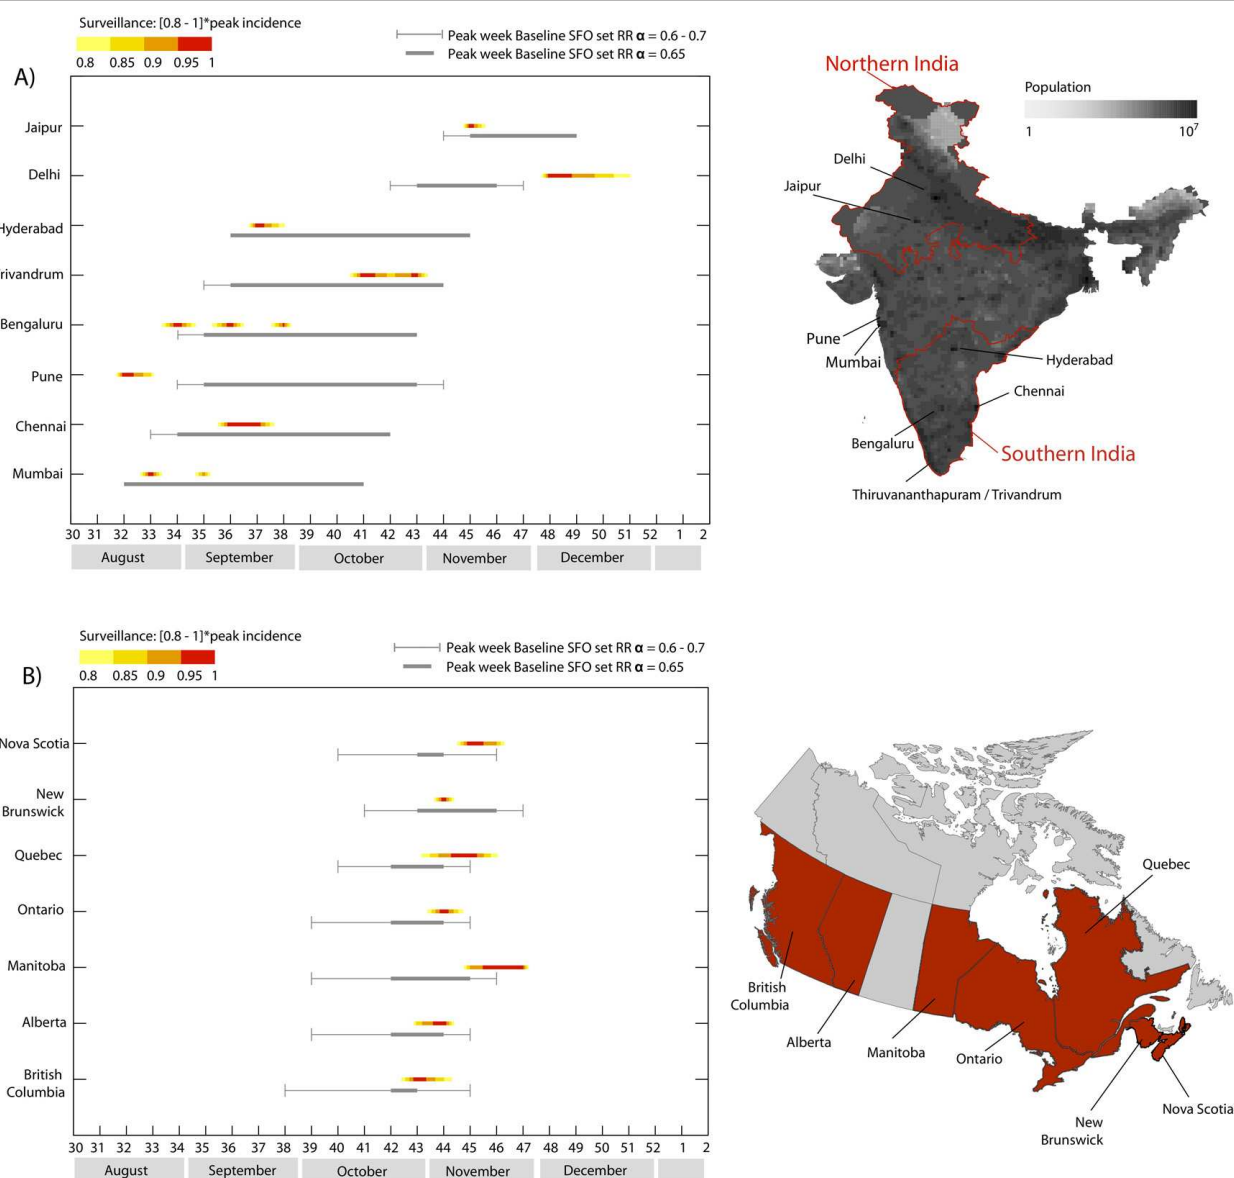 Surveillance: [0.8 - 1]*peak incidence
0.8 0.85 0.9 0.95 1
Peak week Baseline SFO set RR α = 0.6 - 0.7
Peak week Baseline SFO set RR α = 0.65
A)
Jaipur
Delhi
Hyderabad
Trivandrum
Bengaluru
Pune
Chennai
Mumbai
30 31 32 33 34 35 36 37 38 39 40 41 42 43 44 45 46 47 48 49 50 51 52 1 2
August September October November December
Northern India
Population
1 10⁷
Delhi
Jaipur
Pune
Mumbai
Hyderabad
Chennai
Bengaluru
Southern India
Thiruvananthapuram / Trivandrum
Surveillance: [0.8 - 1]*peak incidence
0.8 0.85 0.9 0.95 1
Peak week Baseline SFO set RR α = 0.6 - 0.7
Peak week Baseline SFO set RR α = 0.65
B)
Nova Scotia
New
Brunswick
Quebec
Ontario
Manitoba
Alberta
British
Columbia
30 31 32 33 34 35 36 37 38 39 40 41 42 43 44 45 46 47 48 49 50 51 52 1 2
August September October November December
Quebec
British
Columbia
Alberta
Manitoba
Ontario
New
Brunswick
Nova Scotia